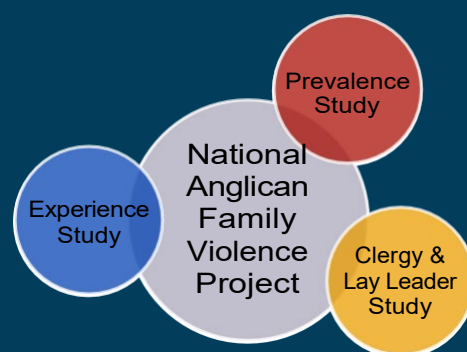 Prevalence
Study
National
Anglican
Family
Violence
Project
Experience
Study
Clergy &
Lay Leader
Study